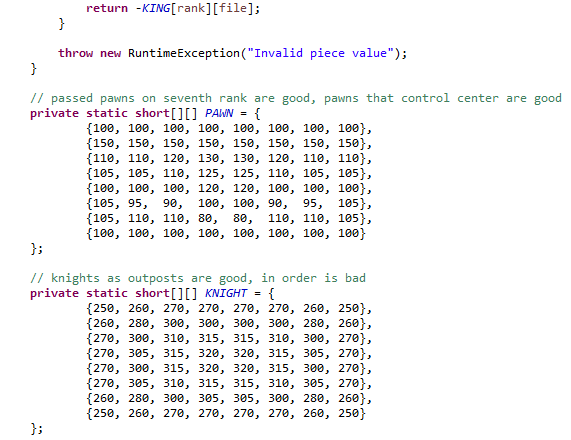 return -KING[rank][file];
}
throw new RuntimeException("Invalid piece value");
}
// passed pawns on seventh rank are good, pawns that control center are good
private static short[][] PAWN = {
{100, 100, 100, 100, 100, 100, 100, 100},
{150, 150, 150, 150, 150, 150, 150, 150},
{110, 110, 120, 130, 130, 120, 110, 110},
{105, 105, 110, 125, 125, 110, 105, 105},
{100, 100, 100, 120, 120, 100, 100, 100},
{105, 95,  90,  100, 100, 90,  95,  105},
{105, 110, 110, 80,  80,  110, 110, 105},
{100, 100, 100, 100, 100, 100, 100, 100}
};
// knights as outposts are good, in order is bad
private static short[][] KNIGHT = {
{250, 260, 270, 270, 270, 270, 260, 250},
{260, 280, 300, 300, 300, 300, 280, 260},
{270, 300, 310, 315, 315, 310, 300, 270},
{270, 305, 315, 320, 320, 315, 305, 270},
{270, 300, 315, 320, 320, 315, 300, 270},
{270, 305, 310, 315, 315, 310, 305, 270},
{260, 280, 300, 305, 305, 300, 280, 260},
{250, 260, 270, 270, 270, 270, 260, 250}
};